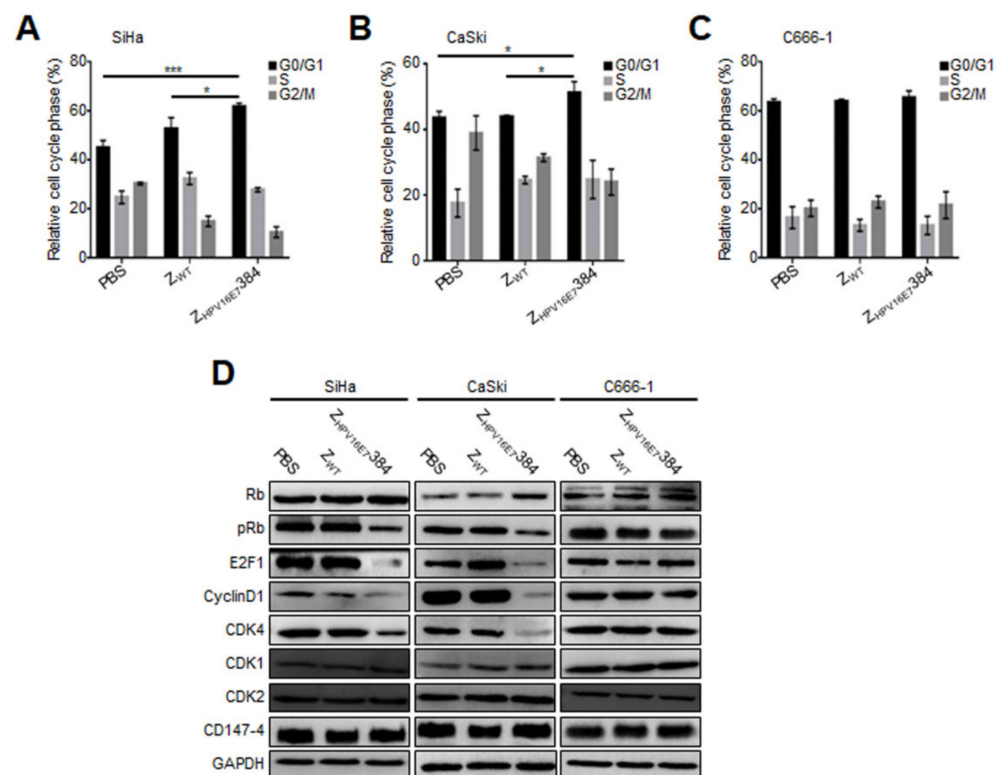 A
SiHa
***
*
G0/G1
S
G2/M
Relative cell cycle phase (%)
80
60
40
20
0
PBS
ZWT
ZHPV16E7384
B
CaSki
*
*
G0/G1
S
G2/M
Relative cell cycle phase (%)
60
40
20
0
PBS
ZWT
ZHPV16E7384
C
C666-1
G0/G1
S
G2/M
Relative cell cycle phase (%)
80
60
40
20
0
PBS
ZWT
ZHPV16E7384
D
SiHa CaSki C666-1
PBS ZWT ZHPV16E7384 PBS ZWT ZHPV16E7384 PBS ZWT ZHPV16E7384
Rb
pRb
E2F1
CyclinD1
CDK4
CDK1
CDK2
CD147-4
GAPDH